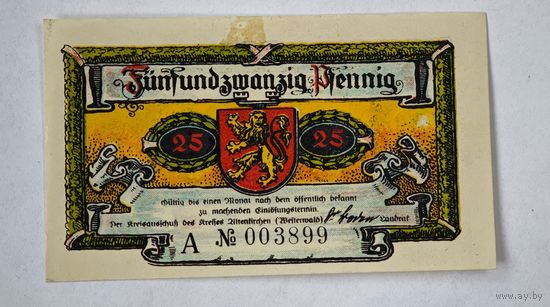 Fünfundzwanzig Pfennig
25 25
Gültig bis einen Monat nach dem öffentlich bekannt
zu machenden Einlösungstermin.
Der Kreisausschuß des Kreises Altenkirchen (Westerwald) Landrat
A № 003899
www.ay.by